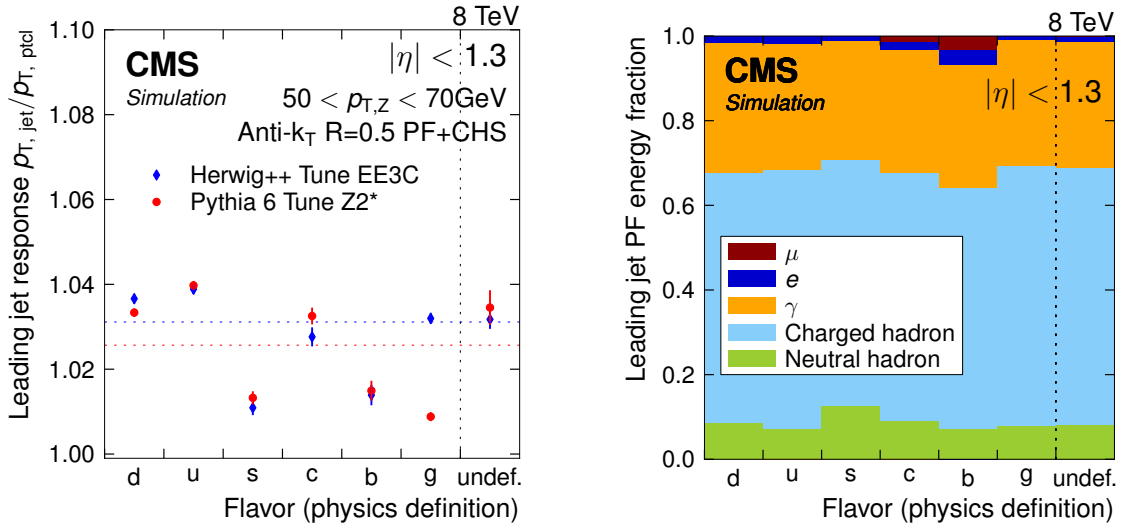 8 TeV
CMS
Simulation
|η| < 1.3
50 < p_{T,Z} < 70GeV
Anti-k_T R=0.5 PF+CHS
Herwig++ Tune EE3C
Pythia 6 Tune Z2*
Leading jet response p_{T, jet}/p_{T, ptcl}
1.10
1.08
1.06
1.04
1.02
1.00
d u s c b g undef.
Flavor (physics definition)
8 TeV
CMS
Simulation
|η| < 1.3
μ
e
γ
Charged hadron
Neutral hadron
Leading jet PF energy fraction
1.0
0.8
0.6
0.4
0.2
0.0
d u s c b g undef.
Flavor (physics definition)